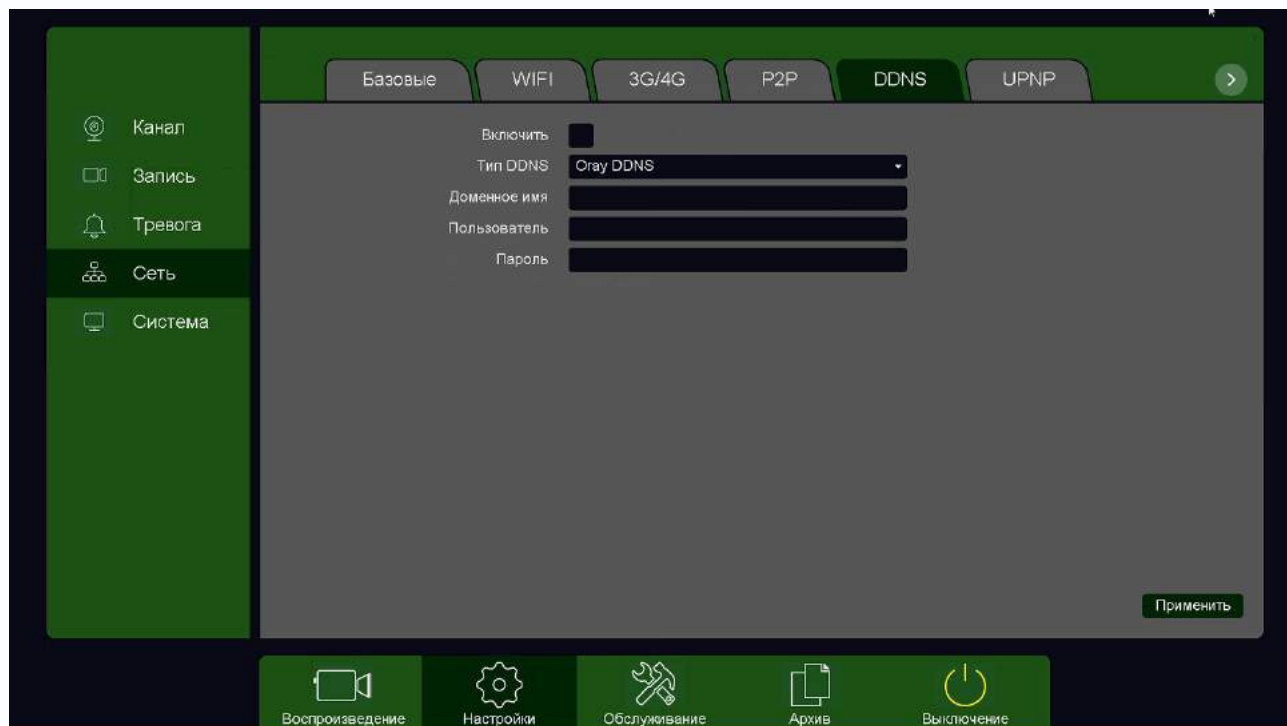 Базовые WIFI 3G/4G P2P DDNS UPNP
Канал
Запись
Тревога
Сеть
Система
Включить
Тип DDNS Oray DDNS
Доменное имя
Пользователь
Пароль
Применить
Воспроизведение Настройки Обслуживание Архив Выключение